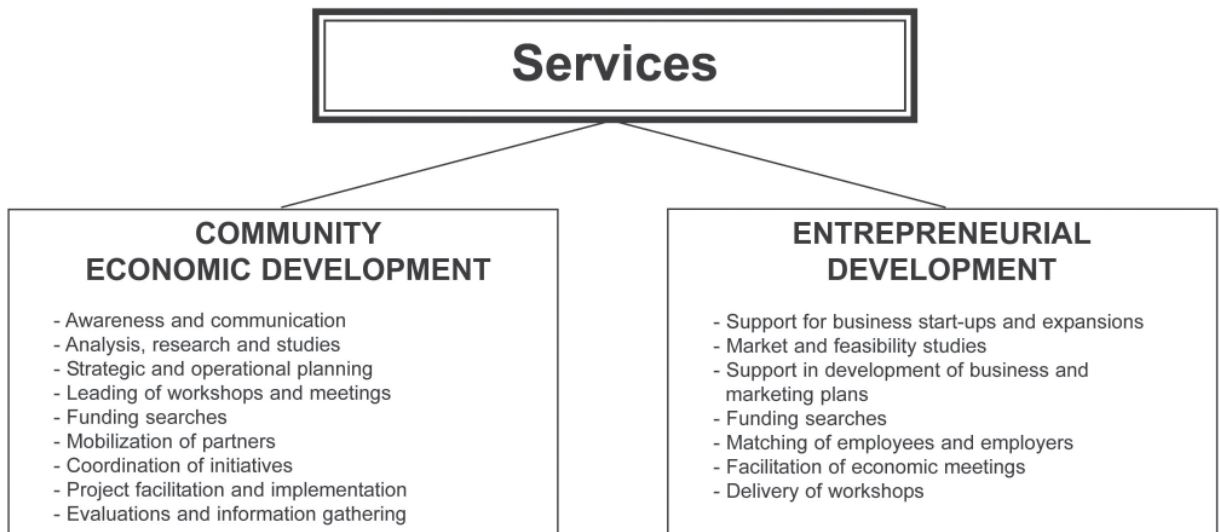 Services
COMMUNITY
ECONOMIC DEVELOPMENT
- Awareness and communication
- Analysis, research and studies
- Strategic and operational planning
- Leading of workshops and meetings
- Funding searches
- Mobilization of partners
- Coordination of initiatives
- Project facilitation and implementation
- Evaluations and information gathering
ENTREPRENEURIAL
DEVELOPMENT
- Support for business start-ups and expansions
- Market and feasibility studies
- Support in development of business and
marketing plans
- Funding searches
- Matching of employees and employers
- Facilitation of economic meetings
- Delivery of workshops